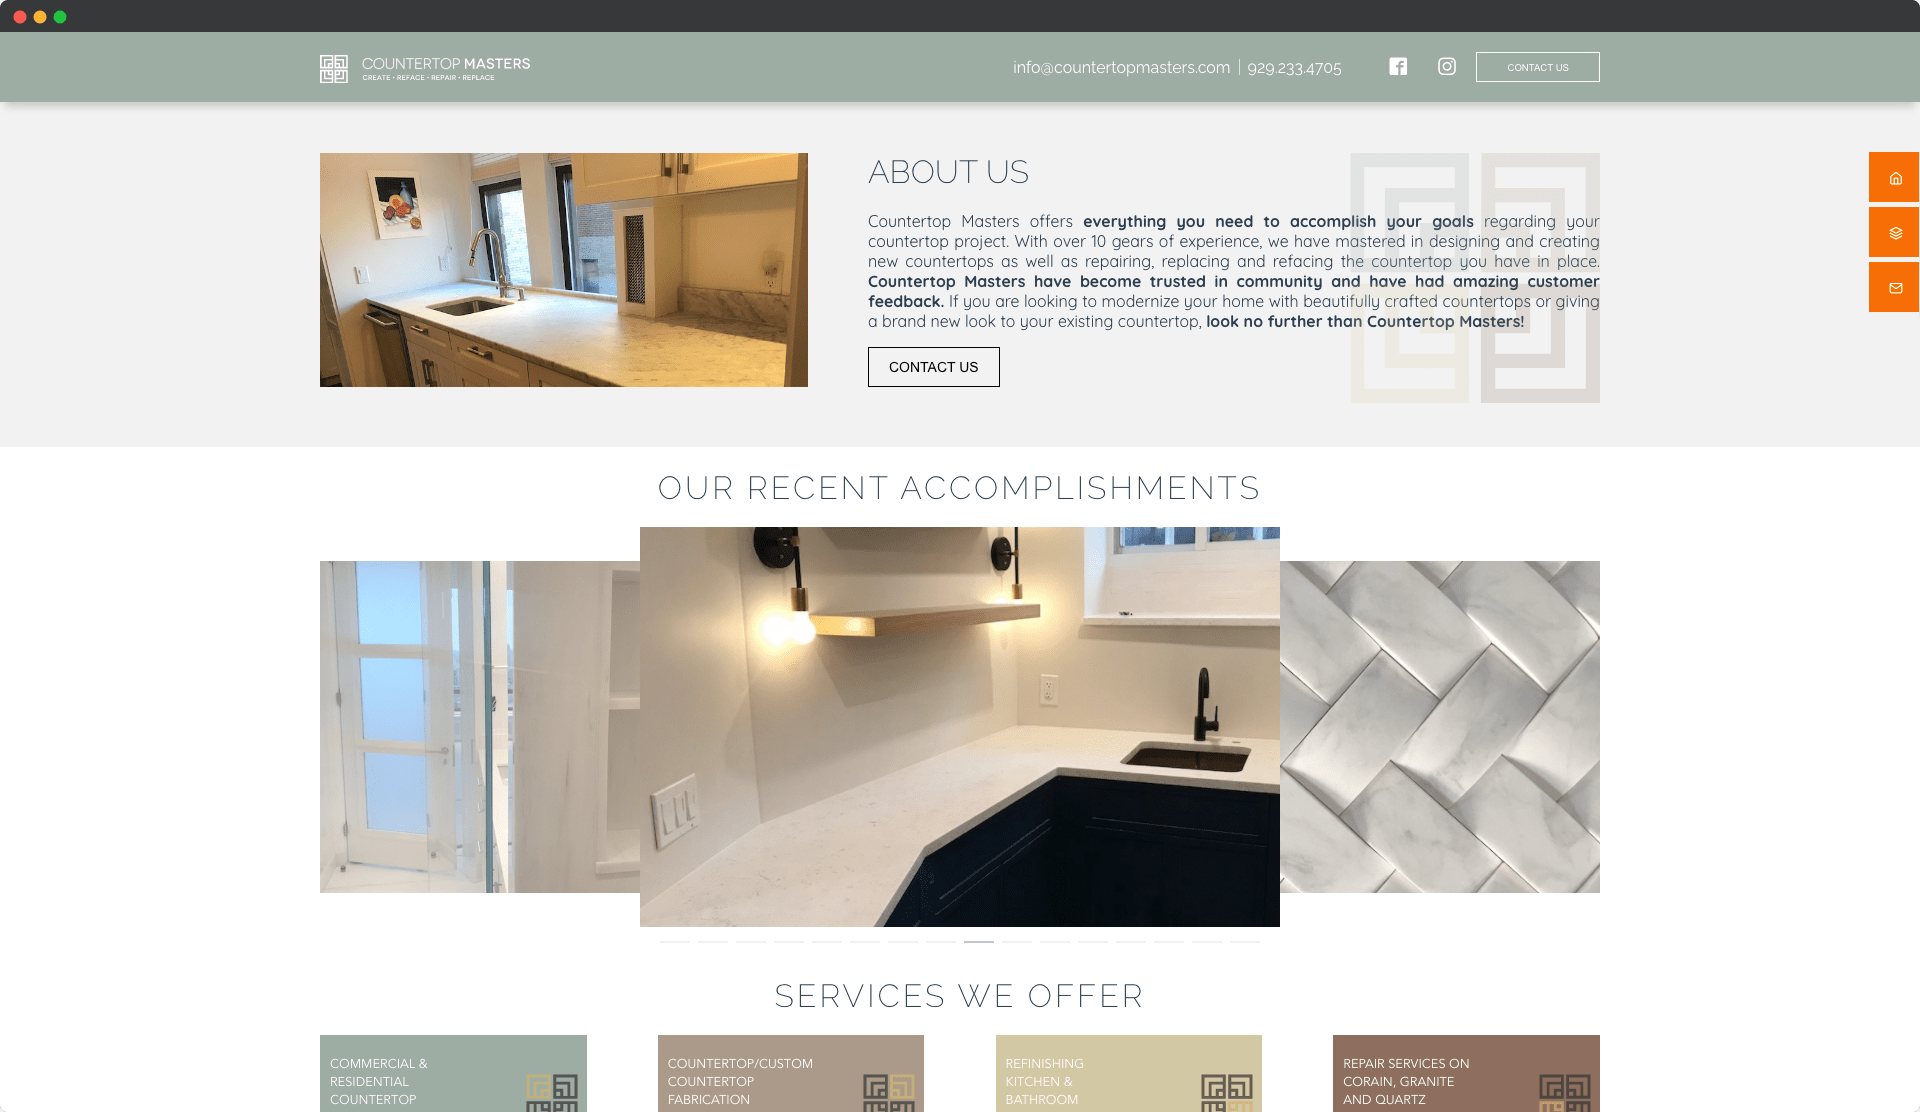 COUNTERTOP MASTERS
CREATE • REFACE • REPAIR • REPLACE
info@countertopmasters.com | 929.233.4705
CONTACT US
ABOUT US
Countertop Masters offers everything you need to accomplish your goals regarding your
countertop project. With over 10 gears of experience, we have mastered in designing and creating
new countertops as well as repairing, replacing and refacing the countertop you have in place.
Countertop Masters have become trusted in community and have had amazing customer
feedback. If you are looking to modernize your home with beautifully crafted countertops or giving
a brand new look to your existing countertop, look no further than Countertop Masters!
CONTACT US
OUR RECENT ACCOMPLISHMENTS
SERVICES WE OFFER
COMMERCIAL &
RESIDENTIAL
COUNTERTOP
COUNTERTOP/CUSTOM
COUNTERTOP
FABRICATION
REFINISHING
KITCHEN &
BATHROOM
REPAIR SERVICES ON
CORAIN, GRANITE
AND QUARTZ